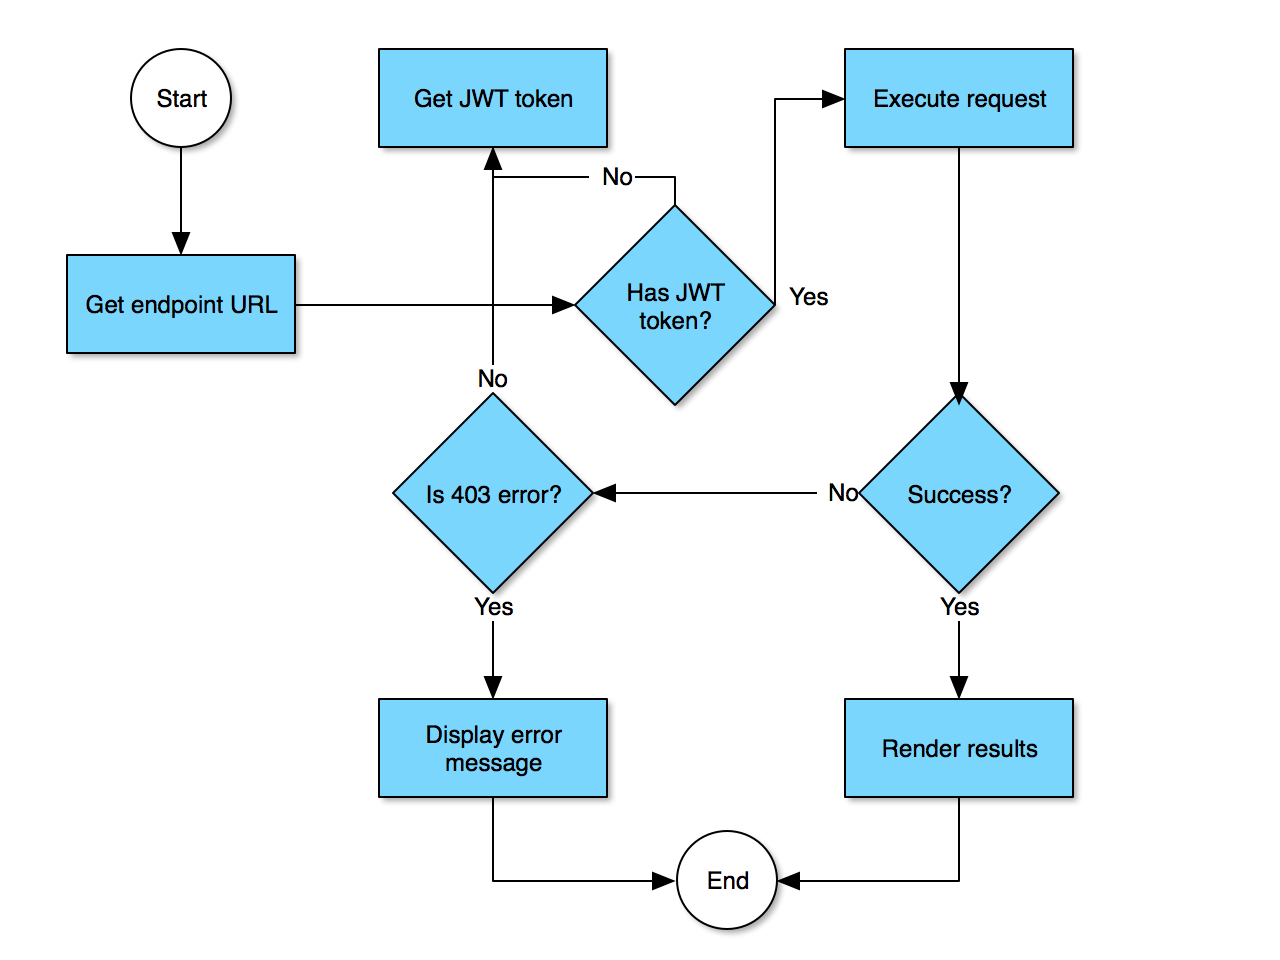 Start
Get JWT token
Execute request
No
Get endpoint URL
Has JWT
token?
Yes
No
Is 403 error?
No
Success?
Yes
Yes
Display error
message
Render results
End